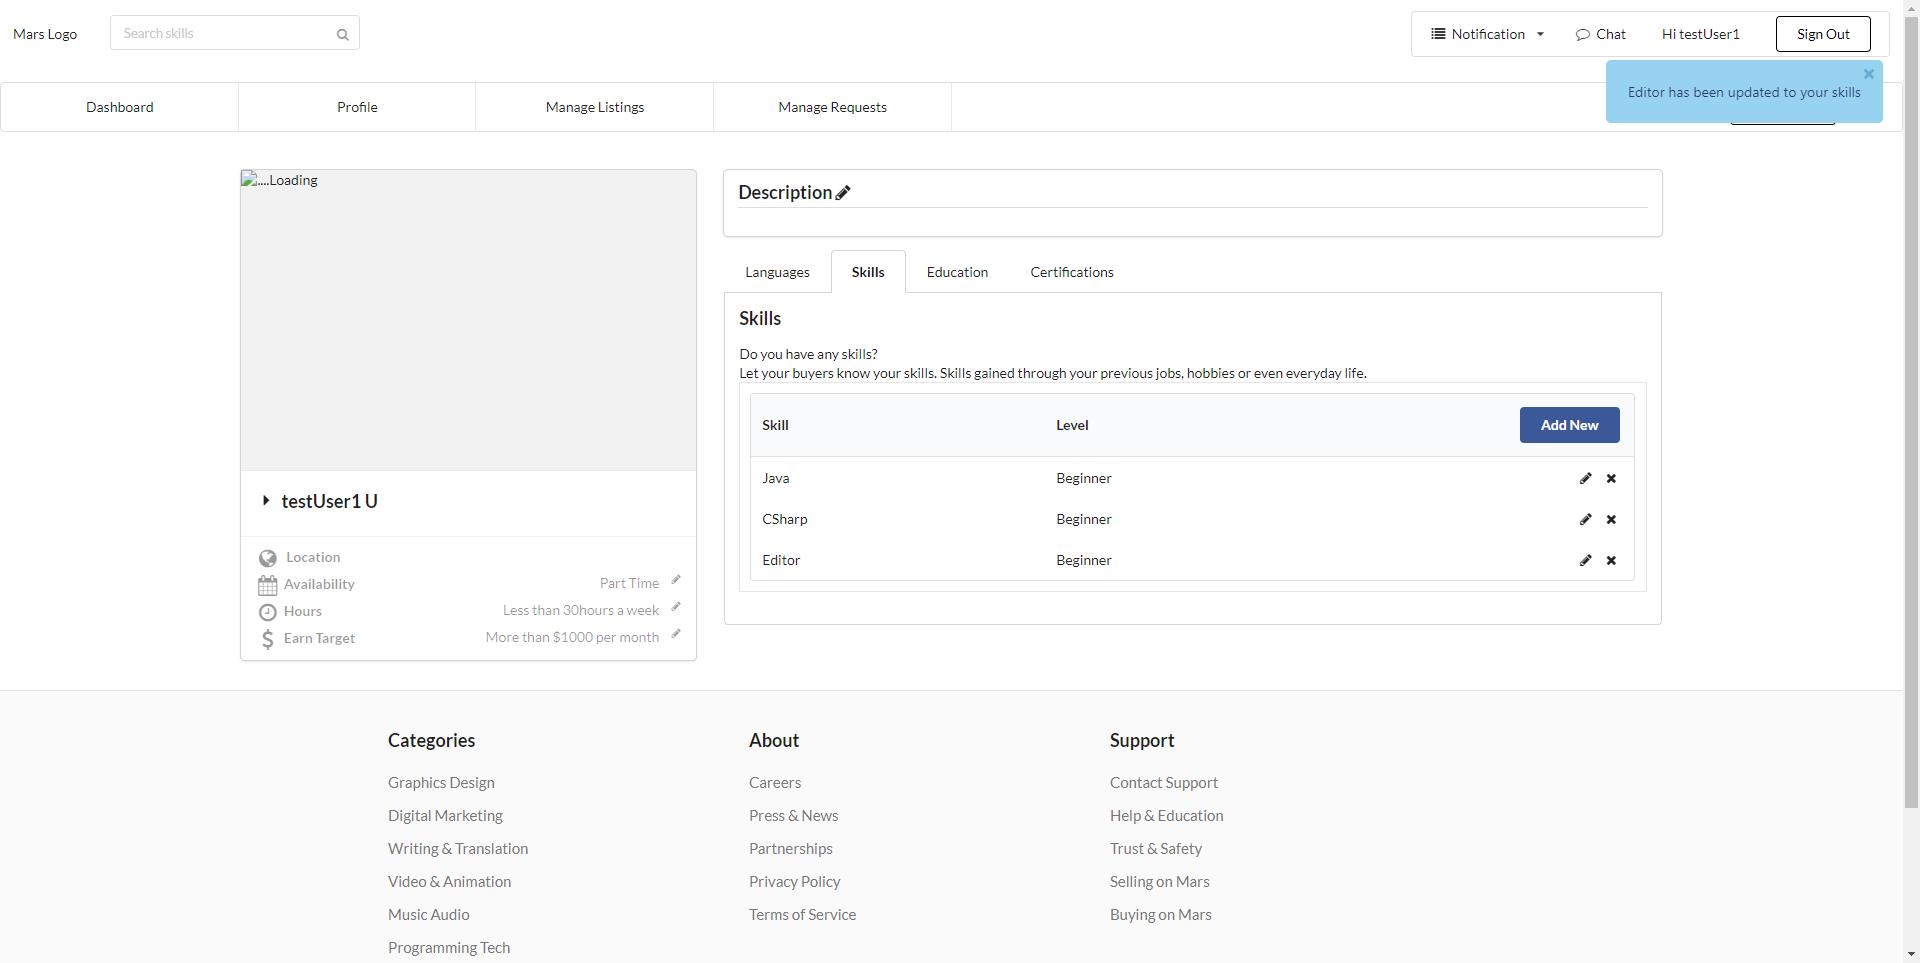 Mars Logo
Search skills
Notification
Chat
Hi testUser1
Sign Out
Editor has been updated to your skills
Dashboard
Profile
Manage Listings
Manage Requests
....Loading
testUser1 U
Location
Availability
Part Time
Hours
Less than 30hours a week
Earn Target
More than $1000 per month
Description
Languages
Skills
Education
Certifications
Skills
Do you have any skills?
Let your buyers know your skills. Skills gained through your previous jobs, hobbies or even everyday life.
Skill
Level
Add New
Java
Beginner
CSharp
Beginner
Editor
Beginner
Categories
Graphics Design
Digital Marketing
Writing & Translation
Video & Animation
Music Audio
Programming Tech
About
Careers
Press & News
Partnerships
Privacy Policy
Terms of Service
Support
Contact Support
Help & Education
Trust & Safety
Selling on Mars
Buying on Mars